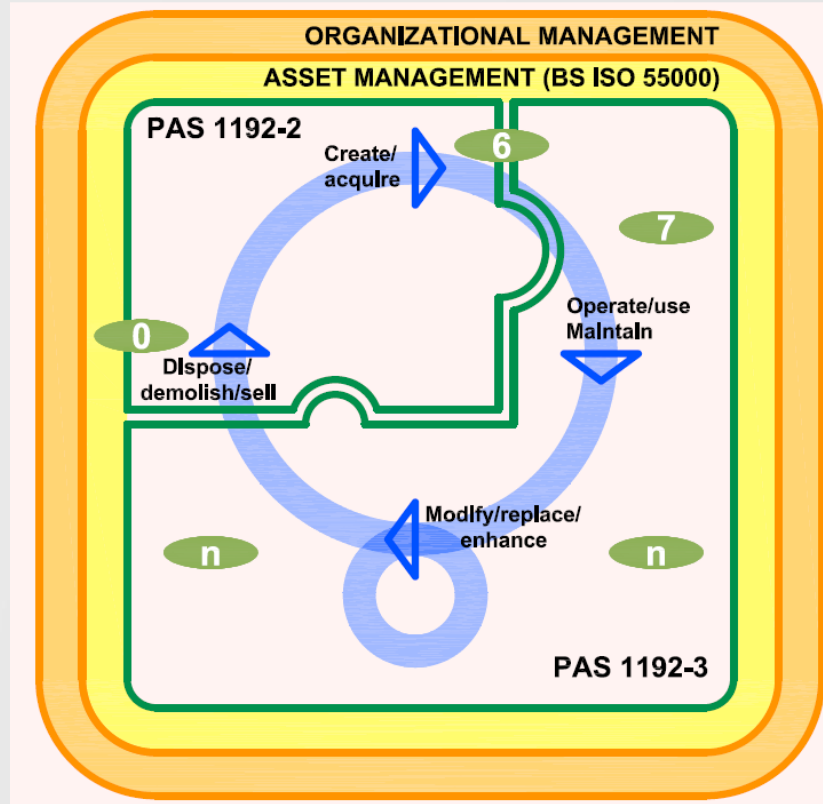 ORGANIZATIONAL MANAGEMENT
ASSET MANAGEMENT (BS ISO 55000)
PAS 1192-2
6
Create/
acquire
7
Operate/use
Maintain
0
Dispose/
demolish/sell
Modify/replace/
enhance
n
n
PAS 1192-3